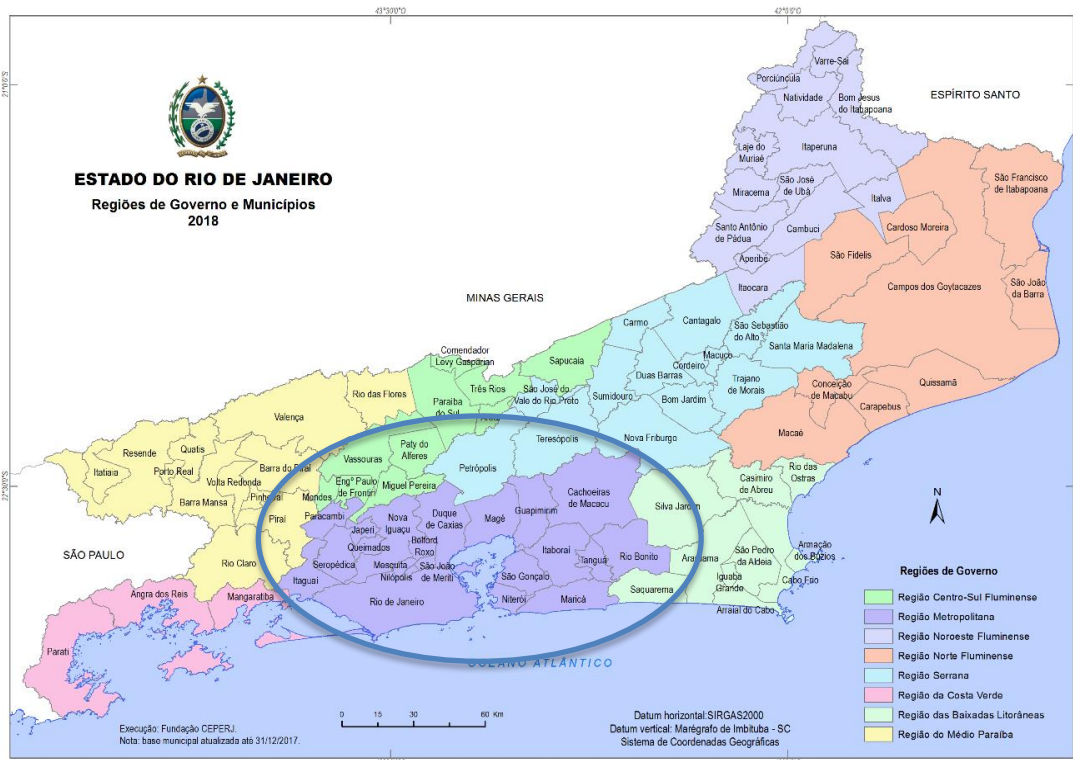 43°30'0"O
42°0'0"O
21°0'0"S
22°30'0"S
ESTADO DO RIO DE JANEIRO
Regiões de Governo e Municípios
2018
ESPÍRITO SANTO
MINAS GERAIS
SÃO PAULO
OCEANO ATLÂNTICO
Varre-Sai
Porciúncula
Natividade
Bom Jesus
do Itabapoana
Laje do
Muriaé
Itaperuna
Miracema
São José
de Ubá
Italva
Santo Antônio
de Pádua
Cambuci
Aperibé
Itaocara
São Francisco
de Itabapoana
Cardoso Moreira
São Fidelis
Campos dos Goytacazes
São João
da Barra
Carmo
Cantagalo
São Sebastião
do Alto
Santa Maria Madalena
Macuco
Cordeiro
Duas Barras
Trajano
de Morais
Sumidouro
Bom Jardim
Conceição
de Macabu
Quissamã
Carapebus
Macaé
Nova Friburgo
Comendador
Levy Gasparian
Sapucaia
Três Rios
São José do
Valo do Rio Preto
Paraíba
do Sul
Rio das Flores
Valença
Paty do
Alferes
Vassouras
Teresópolis
Petrópolis
Engº Paulo
de Frontin
Miguel Pereira
Mendes
Resende
Quatis
Itatiaia
Porto Real
Volta Redonda
Barra do Piraí
Barra Mansa
Pinheiral
Piraí
Rio Claro
Paracambi
Japeri
Nova
Iguaçu
Duque
de Caxias
Magé
Guapimirim
Cachoeiras
de Macacu
Queimados
Belford
Roxo
Seropédica
Mesquita
Nilópolis
São João
de Meriti
Itaguaí
Rio de Janeiro
Itaboraí
Tanguá
Rio Bonito
São Gonçalo
Niterói
Maricá
Silva Jardim
Casimiro
de Abreu
Rio das
Ostras
Araruama
São Pedro
da Aldeia
Armação
dos Búzios
Iguaba
Grande
Cabo Frio
Saquarema
Arraial do Cabo
Angra dos Reis
Mangaratiba
Parati
N
Regiões de Governo
Região Centro-Sul Fluminense
Região Metropolitana
Região Noroeste Fluminense
Região Norte Fluminense
Região Serrana
Região da Costa Verde
Região das Baixadas Litorâneas
Região do Médio Paraíba
0 15 30 60 Km
Execução: Fundação CEPERJ.
Nota: base municipal atualizada até 31/12/2017.
Datum horizontal:SIRGAS2000
Datum vertical: Marégrafo de Imbituba - SC
Sistema de Coordenadas Geográficas